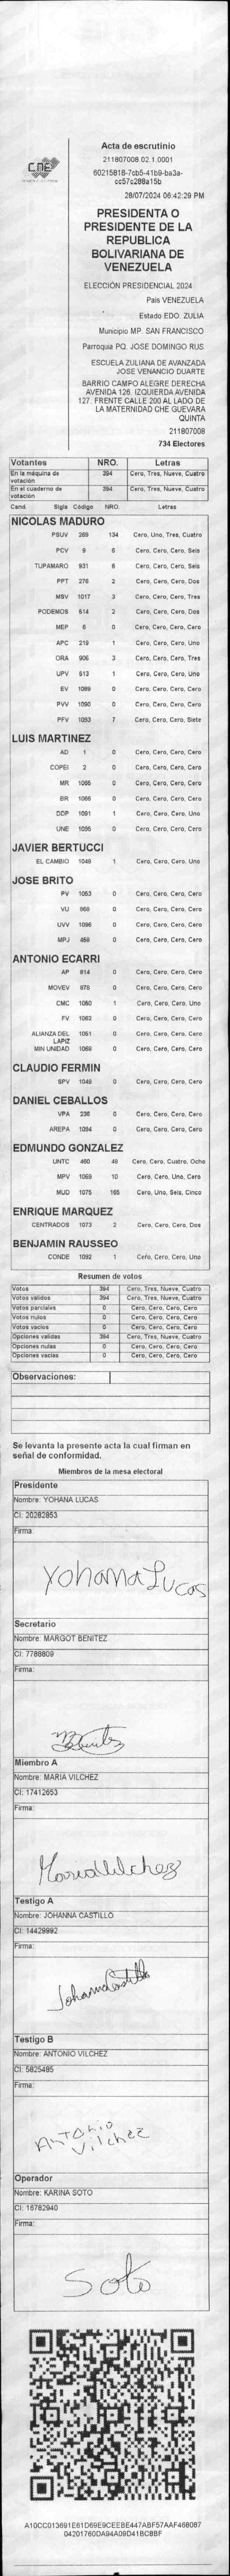 CNE
Acta de escrutinio
211807008.02.1.0001
60215818-7cb5-41b9-ba3a-
cc57c288a15b
28/07/2024 06:42:29 PM
PRESIDENTA O
PRESIDENTE DE LA
REPUBLICA
BOLIVARIANA DE
VENEZUELA
ELECCIÓN PRESIDENCIAL 2024
País VENEZUELA
Estado EDO. ZULIA
Municipio MP. SAN FRANCISCO
Parroquia PQ. JOSE DOMINGO RUS
ESCUELA ZULIANA DE AVANZADA
JOSE VENANCIO DUARTE
BARRIO CAMPO ALEGRE DERECHA
AVENIDA 126. IZQUIERDA AVENIDA
127. FRENTE CALLE 200 AL LADO DE
LA MATERNIDAD CHE GUEVARA
QUINTA
211807008
734 Electores
Votantes NRO. Letras
En la máquina de votación 394 Cero, Tres, Nueve, Cuatro
En el cuaderno de votación 394 Cero, Tres, Nueve, Cuatro
Cand Sigla Código NRO. Letras
NICOLAS MADURO
PSUV 269 134 Cero, Uno, Tres, Cuatro
PCV 9 6 Cero, Cero, Cero, Seis
TUPAMARO 931 6 Cero, Cero, Cero, Seis
PPT 276 2 Cero, Cero, Cero, Dos
MSV 1017 3 Cero, Cero, Cero, Tres
PODEMOS 614 2 Cero, Cero, Cero, Dos
MEP 6 0 Cero, Cero, Cero, Cero
APC 219 1 Cero, Cero, Cero, Uno
ORA 906 3 Cero, Cero, Cero, Tres
UPV 513 1 Cero, Cero, Cero, Uno
EV 1089 0 Cero, Cero, Cero, Cero
PVV 1090 0 Cero, Cero, Cero, Cero
PFV 1093 7 Cero, Cero, Cero, Siete
LUIS MARTINEZ
AD 1 0 Cero, Cero, Cero, Cero
COPEI 2 0 Cero, Cero, Cero, Cero
MR 1065 0 Cero, Cero, Cero, Cero
BR 1066 0 Cero, Cero, Cero, Cero
DDP 1091 1 Cero, Cero, Cero, Uno
UNE 1095 0 Cero, Cero, Cero, Cero
JAVIER BERTUCCI
EL CAMBIO 1046 1 Cero, Cero, Cero, Uno
JOSE BRITO
PV 1053 0 Cero, Cero, Cero, Cero
VU 868 0 Cero, Cero, Cero, Cero
UVV 1096 0 Cero, Cero, Cero, Cero
MPJ 459 0 Cero, Cero, Cero, Cero
ANTONIO ECARRI
AP 814 0 Cero, Cero, Cero, Cero
MOVEV 878 0 Cero, Cero, Cero, Cero
CMC 1050 1 Cero, Cero, Cero, Uno
FV 1062 0 Cero, Cero, Cero, Cero
ALIANZA DEL LAPIZ 1051 0 Cero, Cero, Cero, Cero
MIN UNIDAD 1068 0 Cero, Cero, Cero, Cero
CLAUDIO FERMIN
SPV 1048 0 Cero, Cero, Cero, Cero
DANIEL CEBALLOS
VPA 236 0 Cero, Cero, Cero, Cero
AREPA 1094 0 Cero, Cero, Cero, Cero
EDMUNDO GONZALEZ
UNTC 460 48 Cero, Cero, Cuatro, Ocho
MPV 1069 10 Cero, Cero, Uno, Cero
MUD 1075 165 Cero, Uno, Seis, Cinco
ENRIQUE MARQUEZ
CENTRADOS 1073 2 Cero, Cero, Cero, Dos
BENJAMIN RAUSSEO
CONDE 1092 1 Cero, Cero, Cero, Uno
Resumen de votos
Votos 394 Cero, Tres, Nueve, Cuatro
Votos válidos 394 Cero, Tres, Nueve, Cuatro
Votos parciales 0 Cero, Cero, Cero, Cero
Votos nulos 0 Cero, Cero, Cero, Cero
Votos vacíos 0 Cero, Cero, Cero, Cero
Opciones válidas 394 Cero, Tres, Nueve, Cuatro
Opciones nulas 0 Cero, Cero, Cero, Cero
Opciones vacías 0 Cero, Cero, Cero, Cero
Observaciones:
Se levanta la presente acta la cual firman en
señal de conformidad.
Miembros de la mesa electoral
Presidente
Nombre: YOHANA LUCAS
CI: 20282853
Firma:
Yohana Lucas
Secretario
Nombre: MARGOT BENITEZ
CI: 7788809
Firma:
Benitez
Miembro A
Nombre: MARIA VILCHEZ
CI: 17412653
Firma:
Maria Vilchez
Testigo A
Nombre: JOHANNA CASTILLO
CI: 14429992
Firma:
Johanna Castillo
Testigo B
Nombre: ANTONIO VILCHEZ
CI: 5825485
Firma:
ANTONIO
Vilchez
Operador
Nombre: KARINA SOTO
CI: 16782940
Firma:
Soto
A10CC013691E61D69E9CEEBE447ABF57AAF468087
04201760DA94A09D41BC8BF